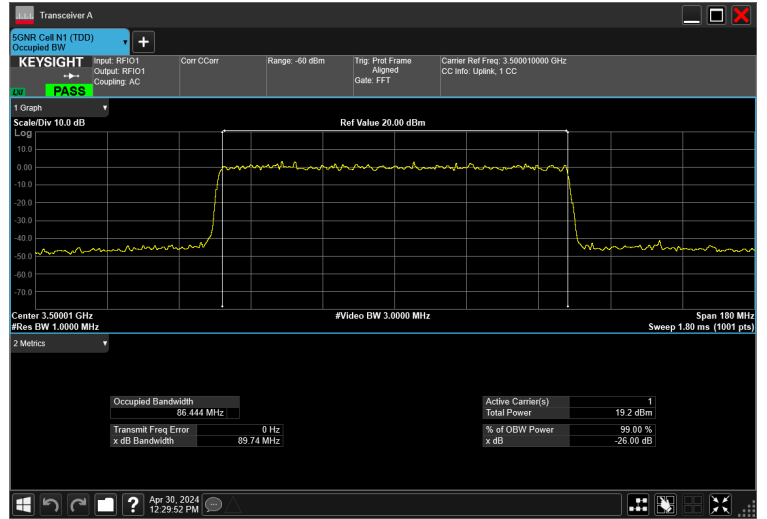 Transceiver A
5GNR Cell N1 (TDD)
Occupied BW
KEYSIGHT
LXI
PASS
Input: RFIO1
Output: RFIO1
Coupling: AC
Corr CCorr
Range: -60 dBm
Trig: Prot Frame
Aligned
Gate: FFT
Carrier Ref Freq: 3.500010000 GHz
CC Info: Uplink, 1 CC
1 Graph
Scale/Div 10.0 dB
Ref Value 20.00 dBm
Log
10.0
0.00
-10.0
-20.0
-30.0
-40.0
-50.0
-60.0
-70.0
Center 3.50001 GHz
#Video BW 3.0000 MHz
Span 180 MHz
#Res BW 1.0000 MHz
Sweep 1.80 ms (1001 pts)
2 Metrics
Occupied Bandwidth
86.444 MHz
Transmit Freq Error 0 Hz
x dB Bandwidth 89.74 MHz
Active Carrier(s) 1
Total Power 19.2 dBm
% of OBW Power 99.00 %
x dB -26.00 dB
?
Apr 30, 2024
12:29:52 PM